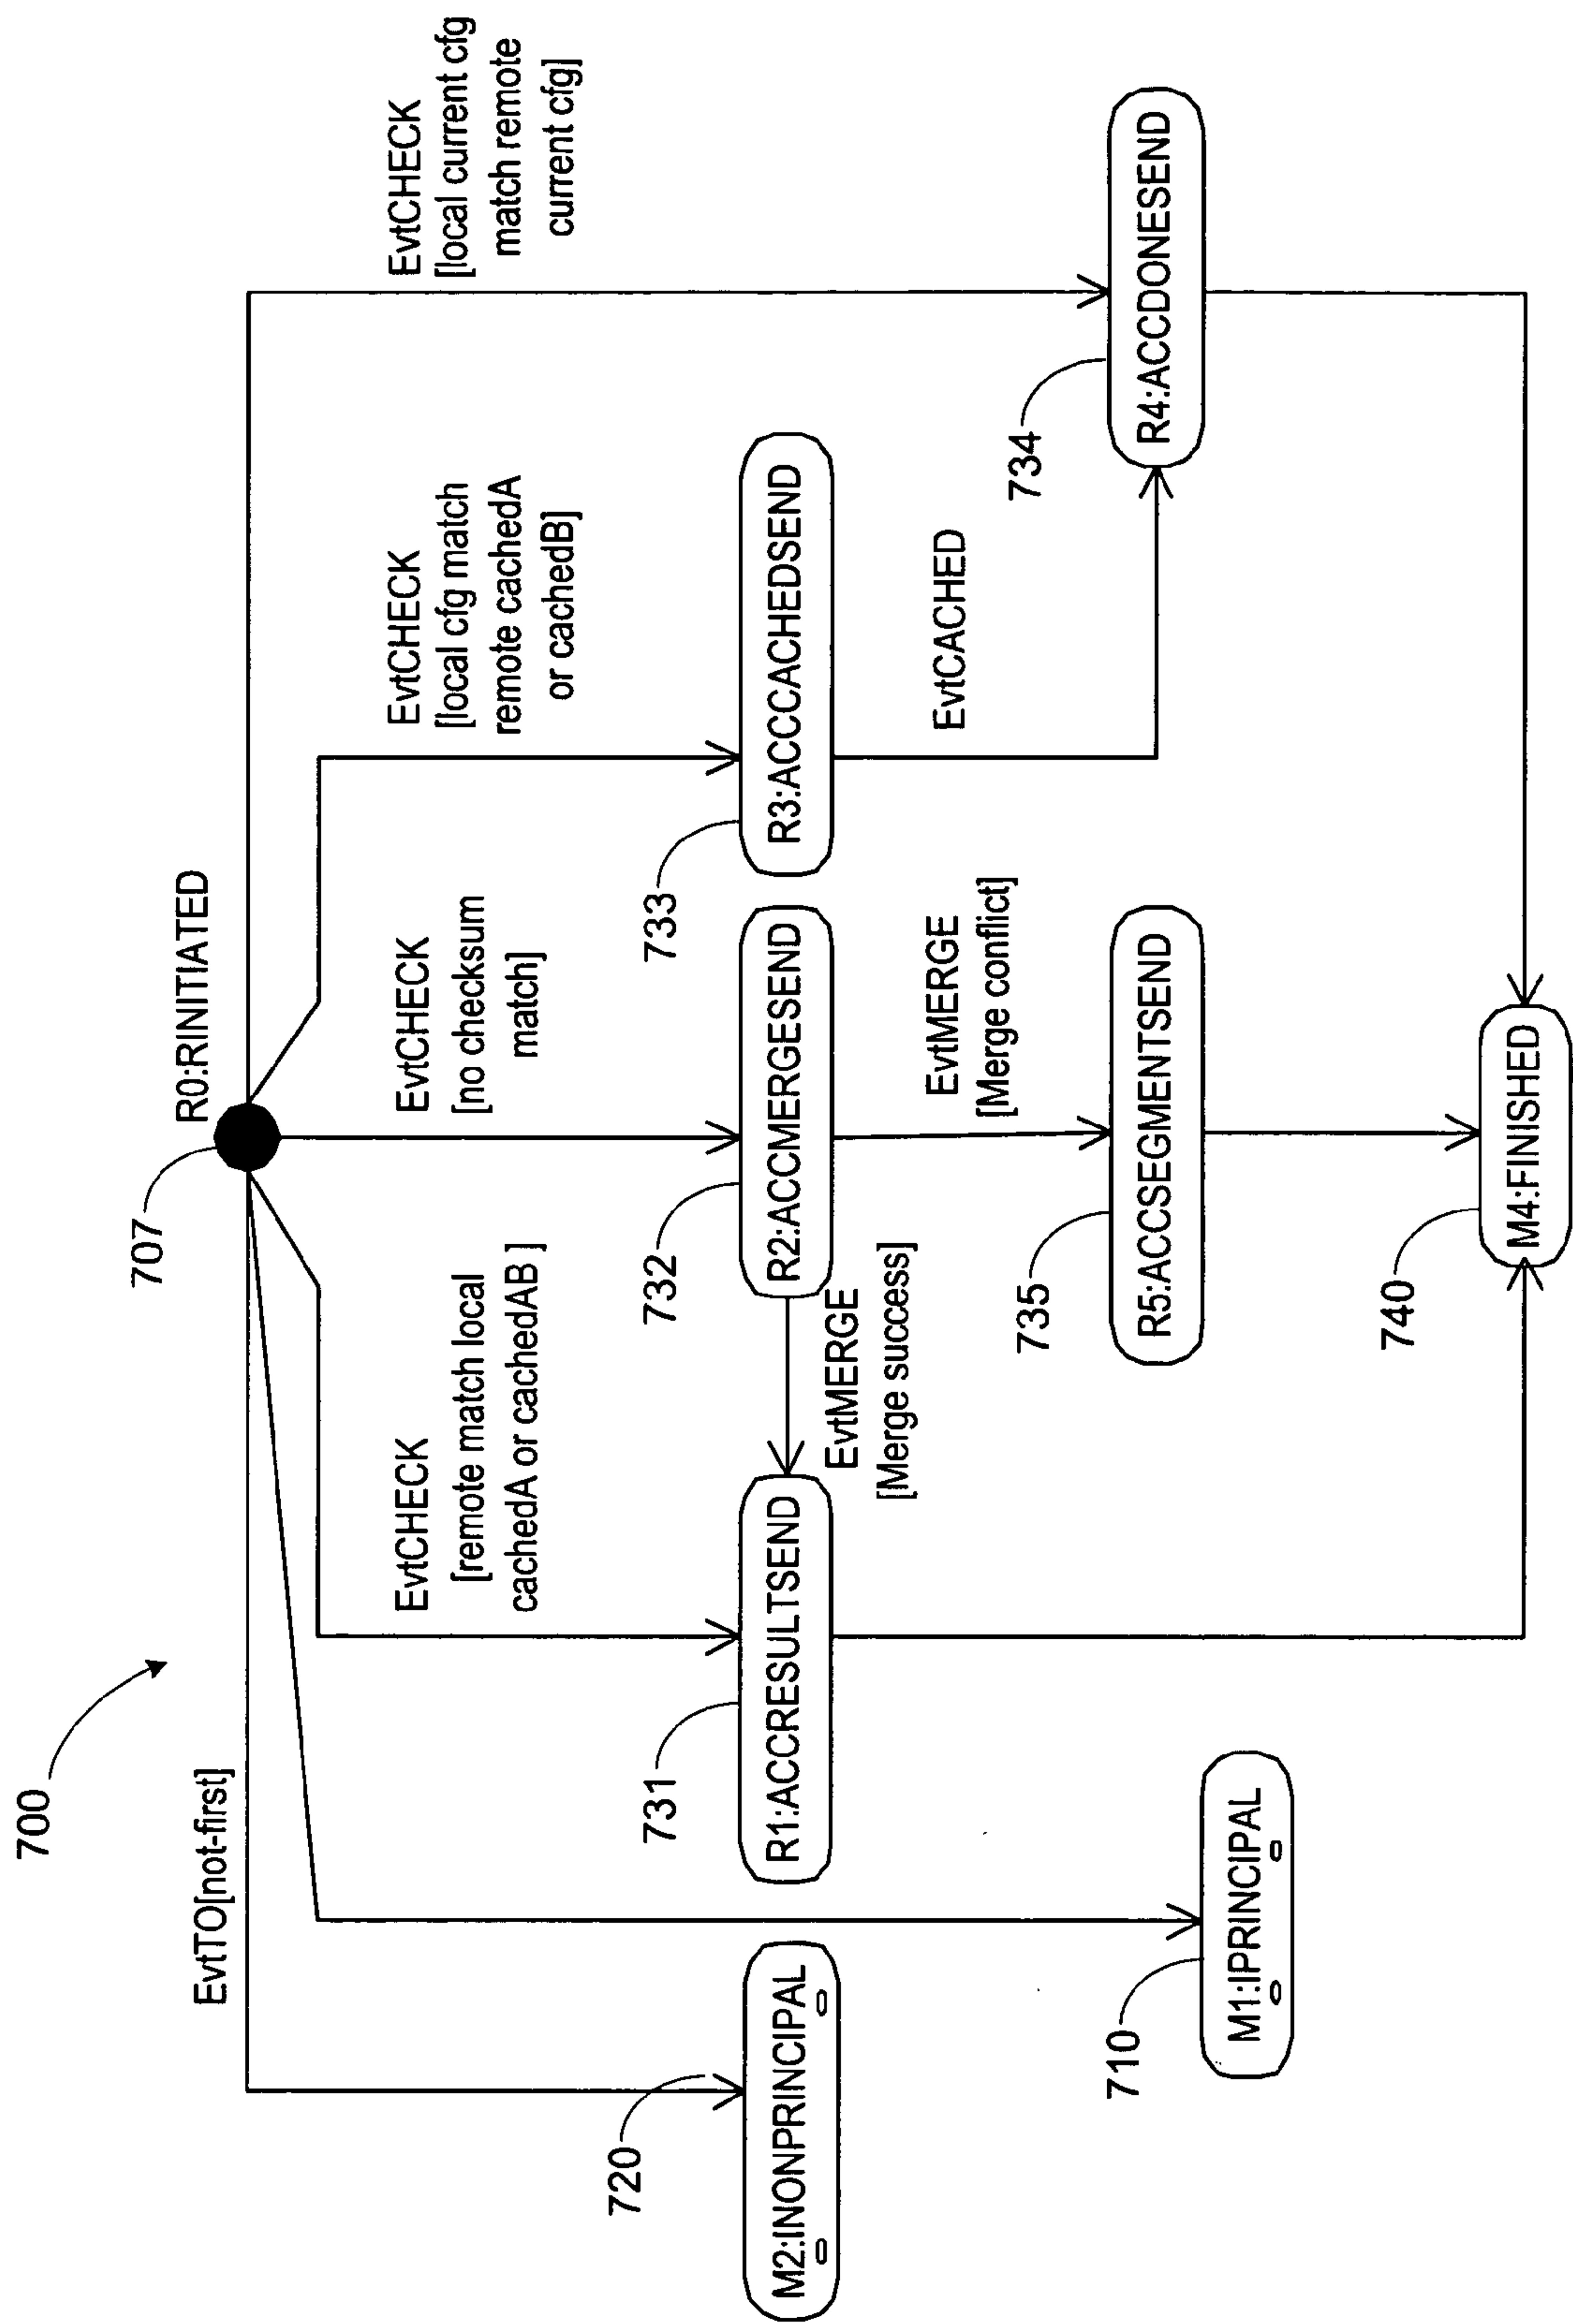 700
707
R0:RINITIATED
EvtTO[not-first]
EvtCHECK
[remote match local
cachedA or cachedAB ]
EvtCHECK
[no checksum
match]
EvtCHECK
[local cfg match
remote cachedA
or cachedB]
EvtCHECK
[local current cfg
match remote
current cfg]
720
M2:INONPRINCIPAL
731
R1:ACCRESULTSEND
732
R2:ACCMERGESEND
733
R3:ACCCACHEDSEND
EvtMERGE
[Merge success]
EvtMERGE
[Merge conflict]
EvtCACHED
710
M1:IPRINCIPAL
735
R5:ACCSEGMENTSEND
734
R4:ACCDONESEND
740
M4:FINISHED